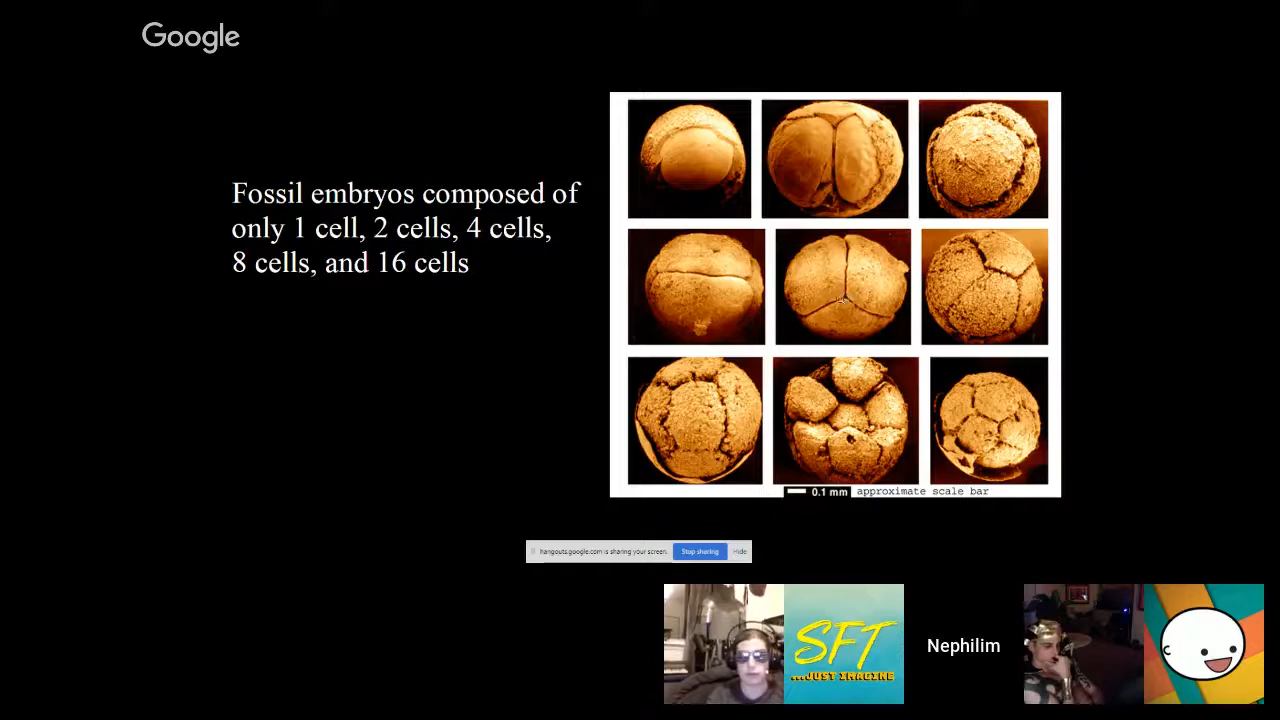 Google
Fossil embryos composed of
only 1 cell, 2 cells, 4 cells,
8 cells, and 16 cells
0.1 mm approximate scale bar
hangouts.google.com is sharing your screen. Stop sharing Hide
SFT
...JUST IMAGINE
Nephilim